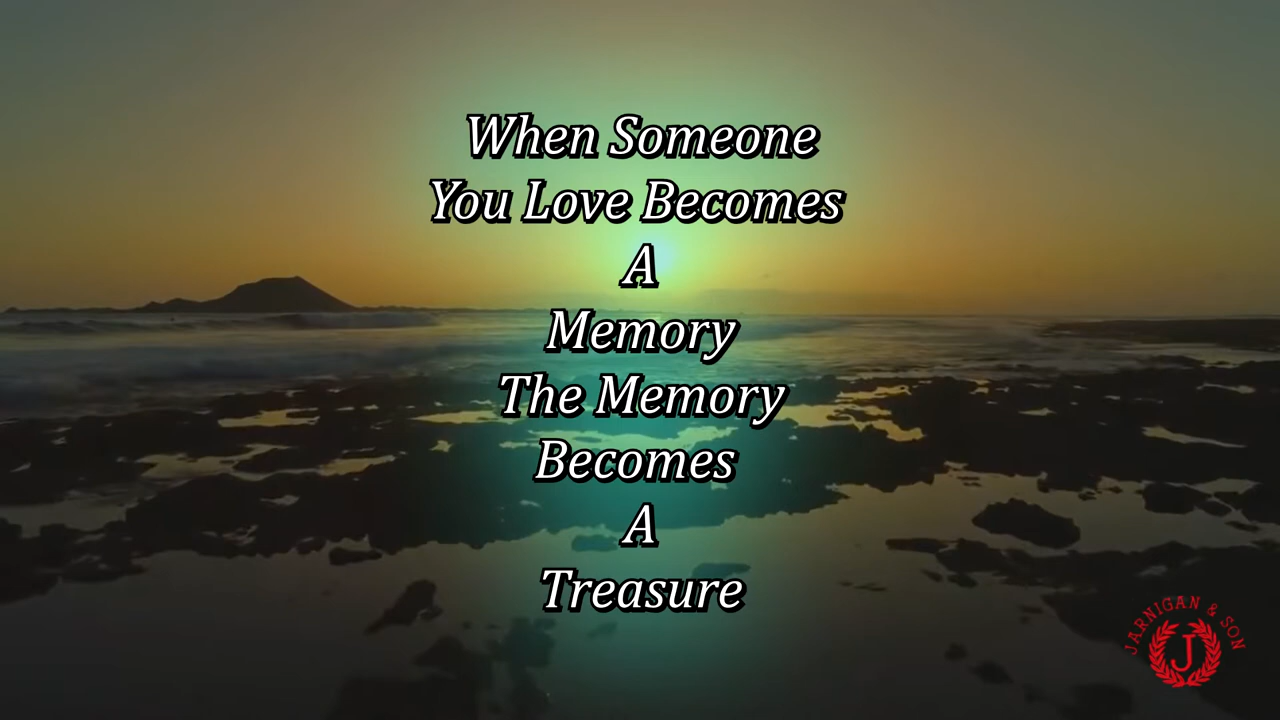 When Someone
You Love Becomes
A
Memory
The Memory
Becomes
A
Treasure
JARNIGAN & SON
J